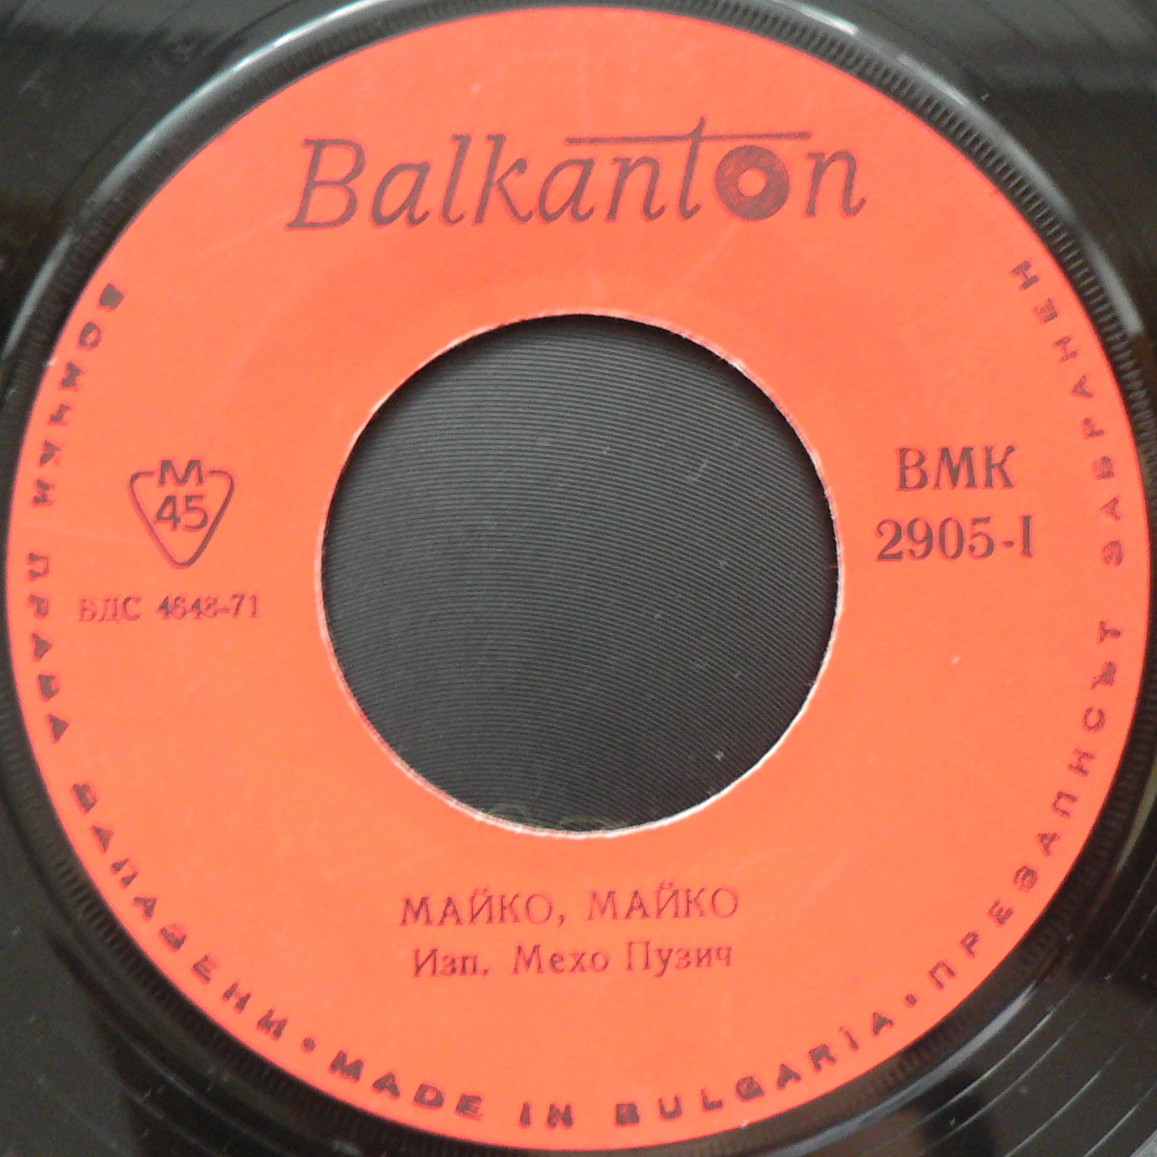 Balkanton
ВМК
2905-I
М
45
БДС 4848-71
МАЙКО, МАЙКО
Изп. Мехо Пузич
ВСИЧКИ ПРАВА ЗАПАЗЕНИ • MADE IN BULGARIA • ПРЕЗАПИСЪТ ЗАБРАНЕН